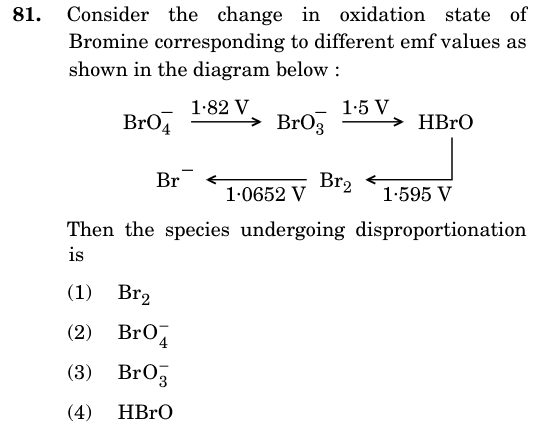 81. Consider the change in oxidation state of
Bromine corresponding to different emf values as
shown in the diagram below :
BrO₄⁻ 1·82 V BrO₃⁻ 1·5 V HBrO
Br⁻ 1·0652 V Br₂ 1·595 V
Then the species undergoing disproportionation
is
(1) Br₂
(2) BrO₄⁻
(3) BrO₃⁻
(4) HBrO